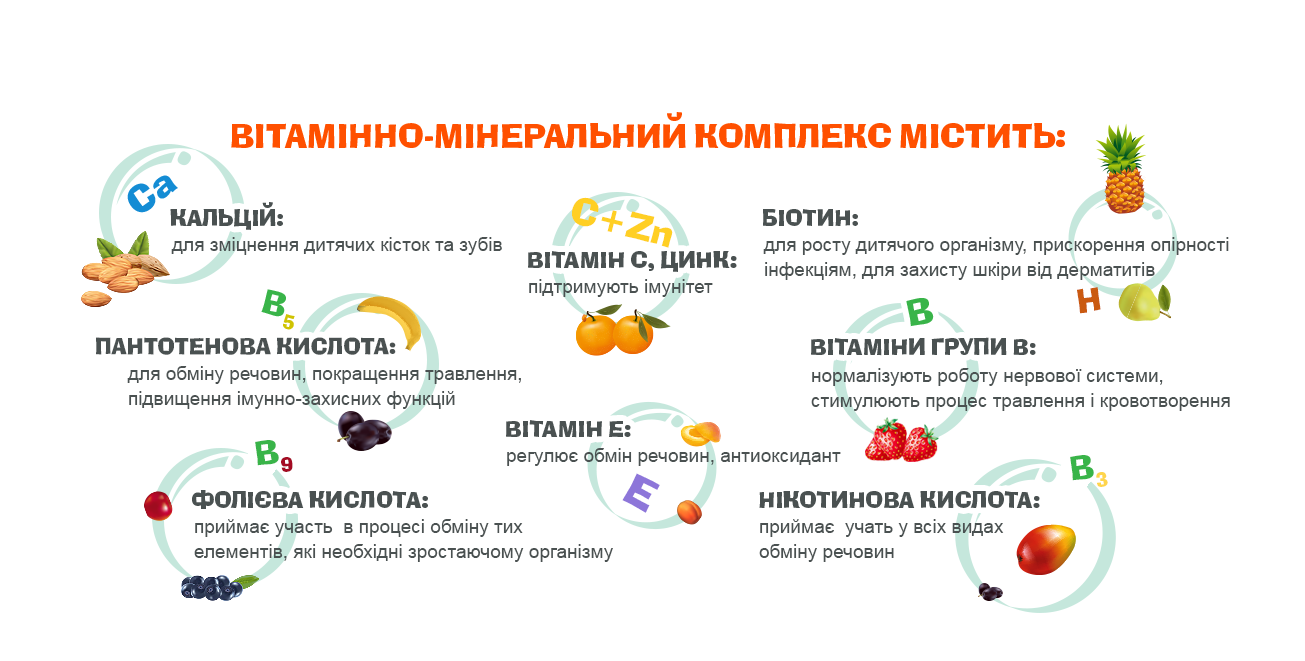 ВІТАМІННО-МІНЕРАЛЬНИЙ КОМПЛЕКС МІСТИТЬ:
Ca
КАЛЬЦІЙ:
для зміцнення дитячих кісток та зубів
C+Zn
ВІТАМІН С, ЦИНК:
підтримують імунітет
БІОТИН:
для росту дитячого організму, прискорення опірності
інфекціям, для захисту шкіри від дерматитів
H
B5
ПАНТОТЕНОВА КИСЛОТА:
для обміну речовин, покращення травлення,
підвищення імунно-захисних функцій
B
ВІТАМІНИ ГРУПИ В:
нормалізують роботу нервової системи,
стимулюють процес травлення і кровотворення
ВІТАМІН Е:
регулює обмін речовин, антиоксидант
E
B9
ФОЛІЄВА КИСЛОТА:
приймає участь  в процесі обміну тих
елементів, які необхідні зростаючому організму
B3
НІКОТИНОВА КИСЛОТА:
приймає  учать у всіх видах
обміну речовин